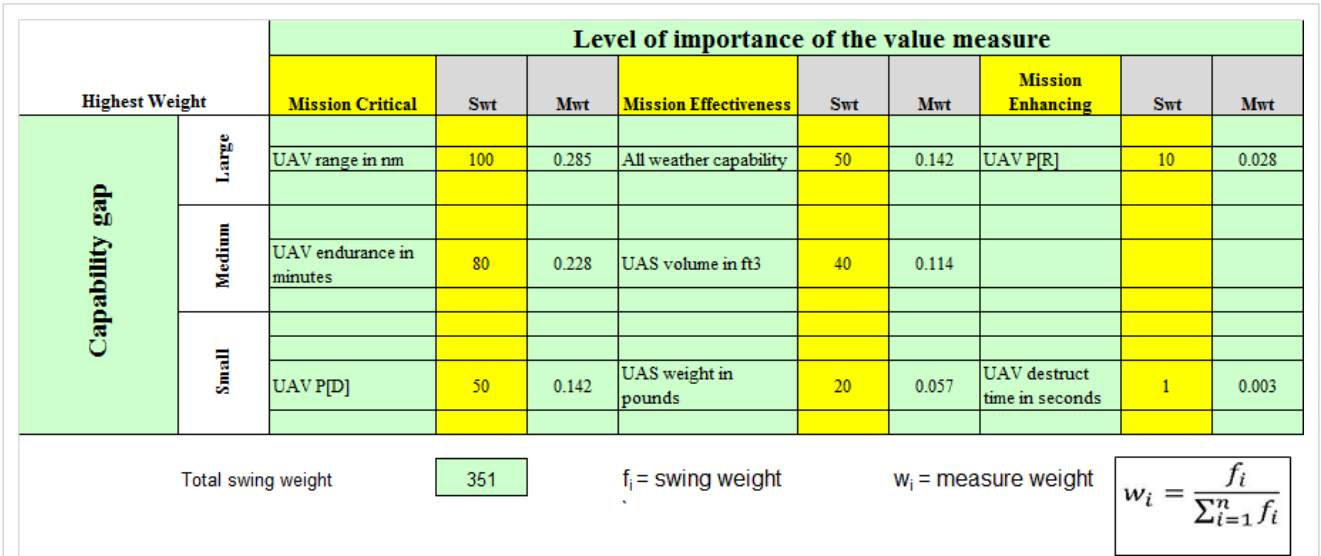 Level of importance of the value measure
Highest Weight Mission Critical Swt Mwt Mission Effectiveness Swt Mwt Mission
Enhancing Swt Mwt
Capability gap
Large
UAV range in nm 100 0.285 All weather capability 50 0.142 UAV P[R] 10 0.028
Medium
UAV endurance in
minutes 80 0.228 UAS volume in ft3 40 0.114
Small
UAV P[D] 50 0.142 UAS weight in
pounds 20 0.057 UAV destruct
time in seconds 1 0.003
Total swing weight 351 fᵢ = swing weight wᵢ = measure weight
`
wᵢ = fᵢ / ∑ⁿᵢ₌₁ fᵢ